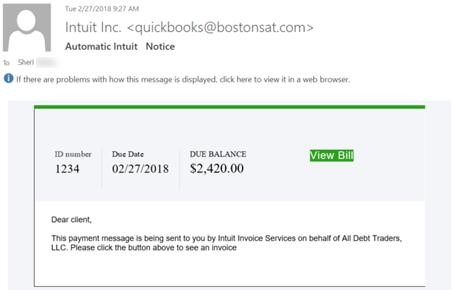 Tue 2/27/2018 9:27 AM
Intuit Inc. <quickbooks@bostonsat.com>
Automatic Intuit Notice
To Sheri
If there are problems with how this message is displayed, click here to view it in a web browser.
ID number Due Date DUE BALANCE View Bill
1234 02/27/2018 $2,420.00
Dear client,
This payment message is being sent to you by Intuit Invoice Services on behalf of All Debt Traders,
LLC. Please click the button above to see an invoice